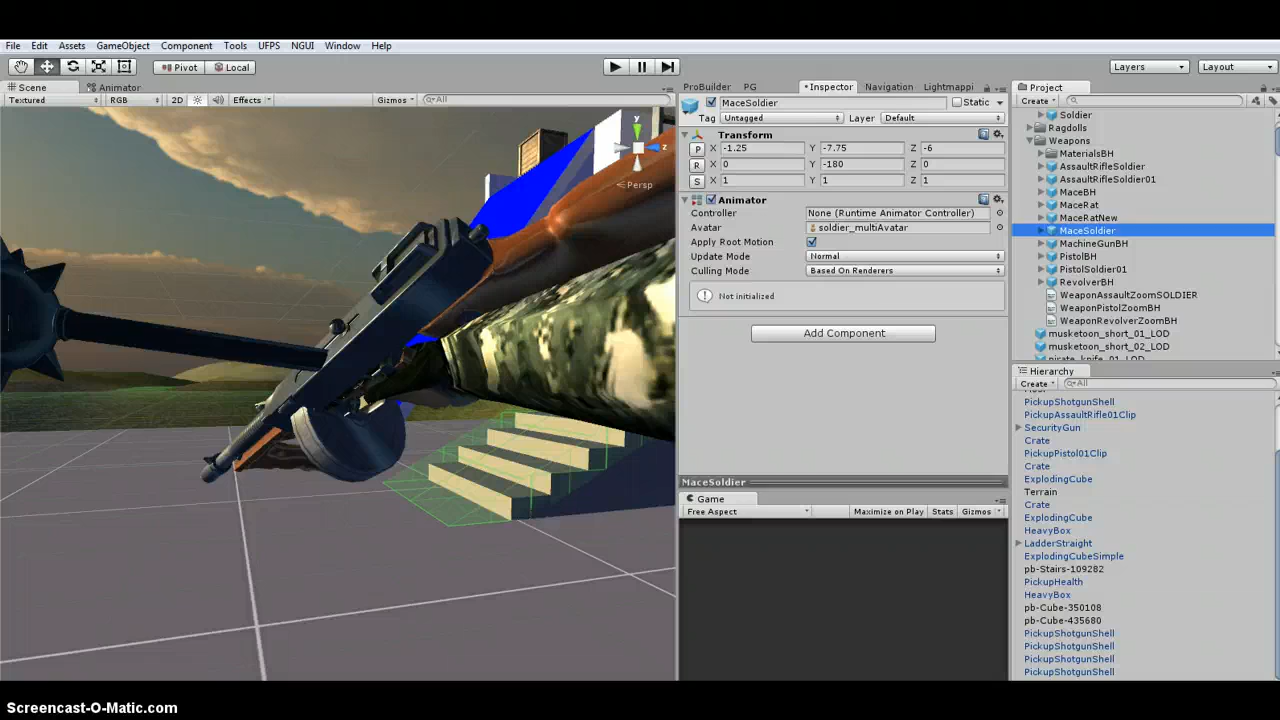 File Edit Assets GameObject Component Tools UFPS NGUI Window Help
Pivot Local Layers Layout
Scene Animator
Textured RGB 2D Effects Gizmos All
ProBuilder PG Inspector Navigation Lightmappi
MaceSoldier Static
Tag Untagged Layer Default
Transform
P X -1.25 Y -7.75 Z -6
R X 0 Y -180 Z 0
S X 1 Y 1 Z 1
Animator
Controller None (Runtime Animator Controller)
Avatar soldier_multiAvatar
Apply Root Motion
Update Mode Normal
Culling Mode Based On Renderers
Not initialized
Add Component
y
z
Persp
MaceSoldier
Game
Free Aspect Maximize on Play Stats Gizmos
Project
Create
Soldier
Ragdolls
Weapons
MaterialsBH
AssaultRifleSoldier
AssaultRifleSoldier01
MaceBH
MaceRat
MaceRatNew
MaceSoldier
MachineGunBH
PistolBH
PistolSoldier01
RevolverBH
WeaponAssaultZoomSOLDIER
WeaponPistolZoomBH
WeaponRevolverZoomBH
musketoon_short_01_LOD
musketoon_short_02_LOD
pirate_knife_01_LOD
Hierarchy
Create All
PickupShotgunShell
PickupAssaultRifle01Clip
SecurityGun
Crate
PickupPistol01Clip
Crate
ExplodingCube
Terrain
Crate
ExplodingCube
HeavyBox
LadderStraight
ExplodingCubeSimple
pb-Stairs-109282
PickupHealth
HeavyBox
pb-Cube-350108
pb-Cube-435680
PickupShotgunShell
PickupShotgunShell
PickupShotgunShell
PickupShotgunShell
Screencast-O-Matic.com